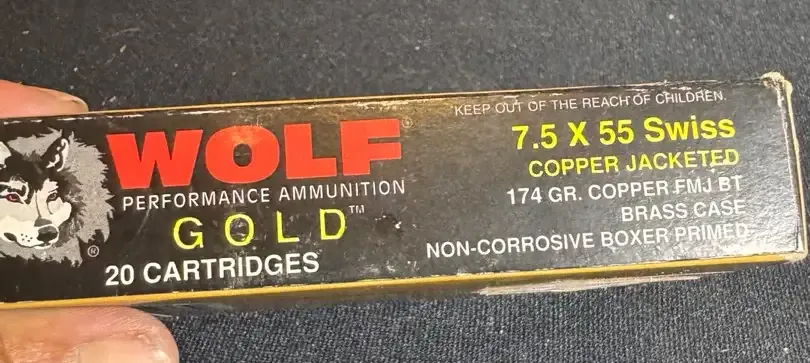 WOLF®
PERFORMANCE AMMUNITION
GOLD™
®
20 CARTRIDGES
KEEP OUT OF THE REACH OF CHILDREN.
7.5 X 55 Swiss
COPPER JACKETED
174 GR. COPPER FMJ BT
BRASS CASE
NON-CORROSIVE BOXER PRIMED